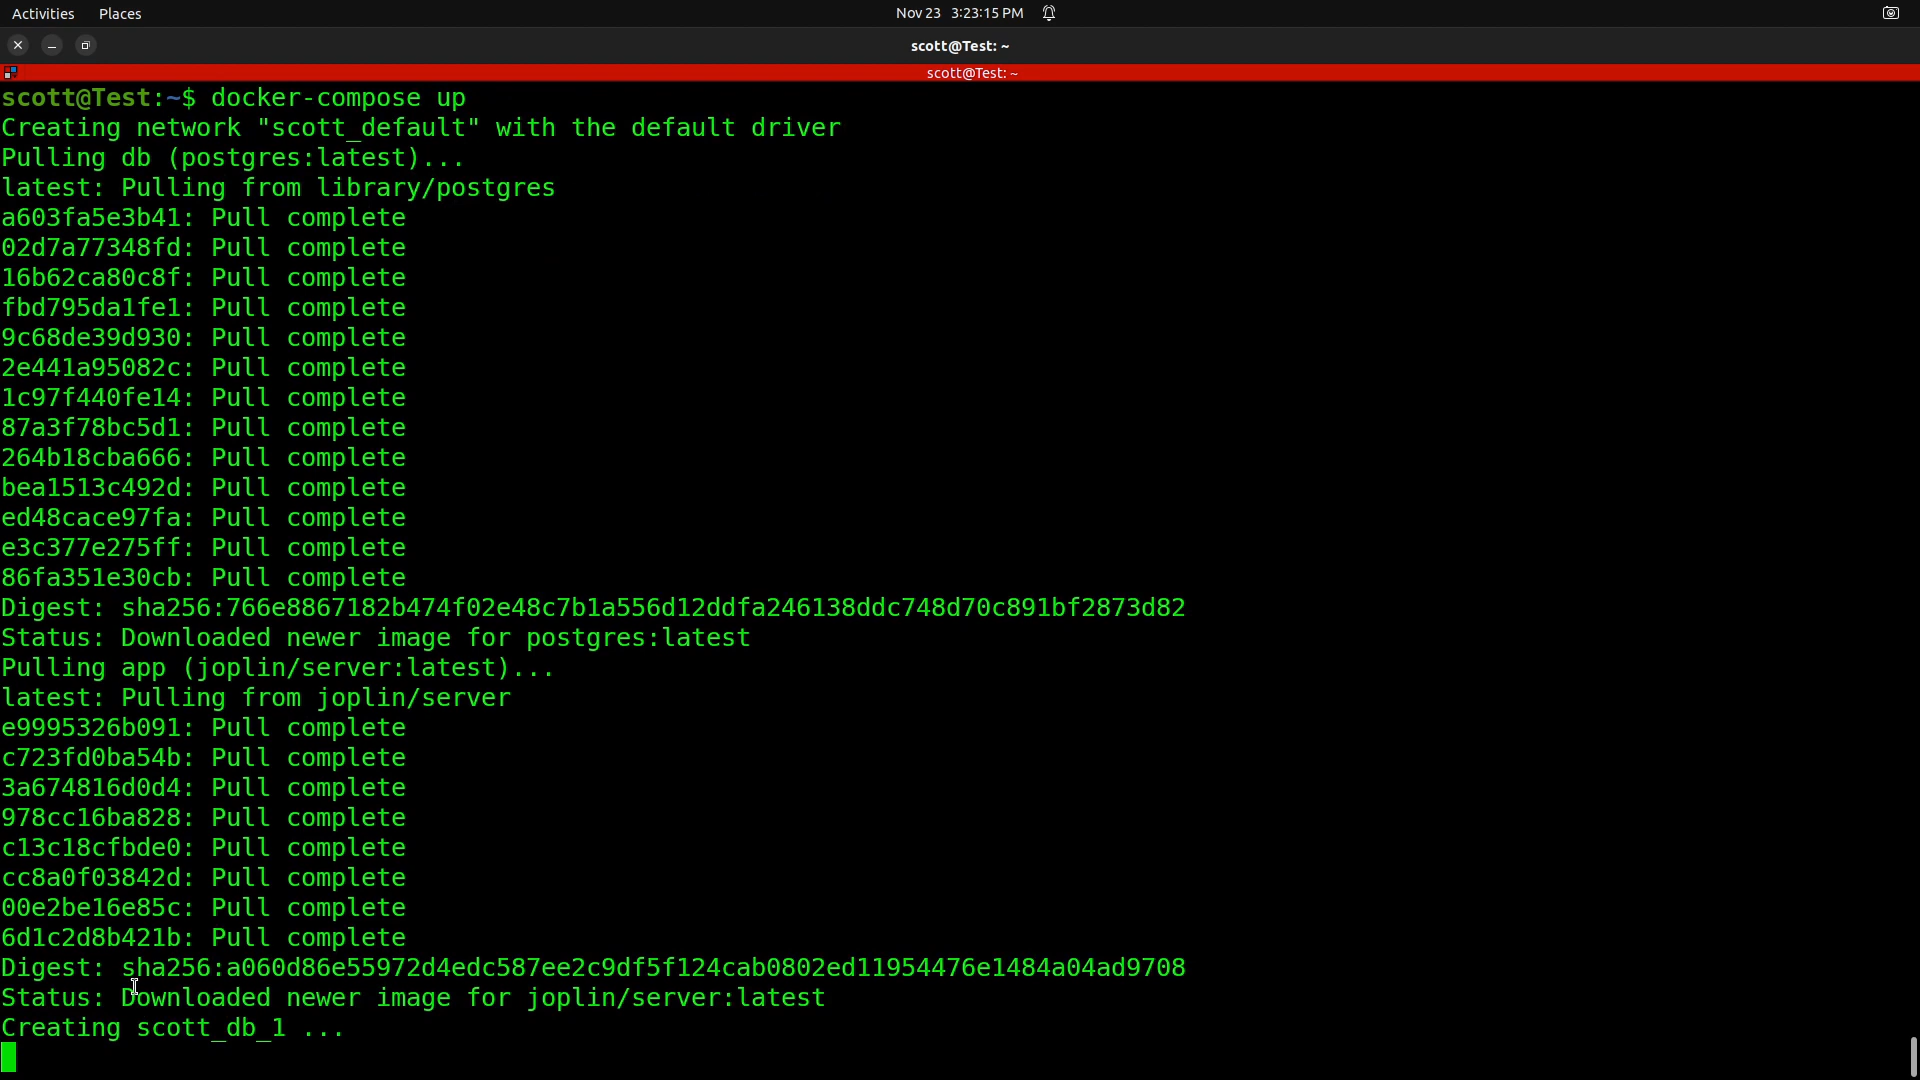 Activities Places Nov 23 3:23:15 PM
scott@Test: ~
scott@Test: ~
scott@Test:~$ docker-compose up
Creating network "scott_default" with the default driver
Pulling db (postgres:latest)...
latest: Pulling from library/postgres
a603fa5e3b41: Pull complete
02d7a77348fd: Pull complete
16b62ca80c8f: Pull complete
fbd795da1fe1: Pull complete
9c68de39d930: Pull complete
2e441a95082c: Pull complete
1c97f440fe14: Pull complete
87a3f78bc5d1: Pull complete
264b18cba666: Pull complete
bea1513c492d: Pull complete
ed48cace97fa: Pull complete
e3c377e275ff: Pull complete
86fa351e30cb: Pull complete
Digest: sha256:766e8867182b474f02e48c7b1a556d12ddfa246138ddc748d70c891bf2873d82
Status: Downloaded newer image for postgres:latest
Pulling app (joplin/server:latest)...
latest: Pulling from joplin/server
e9995326b091: Pull complete
c723fd0ba54b: Pull complete
3a674816d0d4: Pull complete
978cc16ba828: Pull complete
c13c18cfbde0: Pull complete
cc8a0f03842d: Pull complete
00e2be16e85c: Pull complete
6d1c2d8b421b: Pull complete
Digest: sha256:a060d86e55972d4edc587ee2c9df5f124cab0802ed11954476e1484a04ad9708
Status: Downloaded newer image for joplin/server:latest
Creating scott_db_1 ...